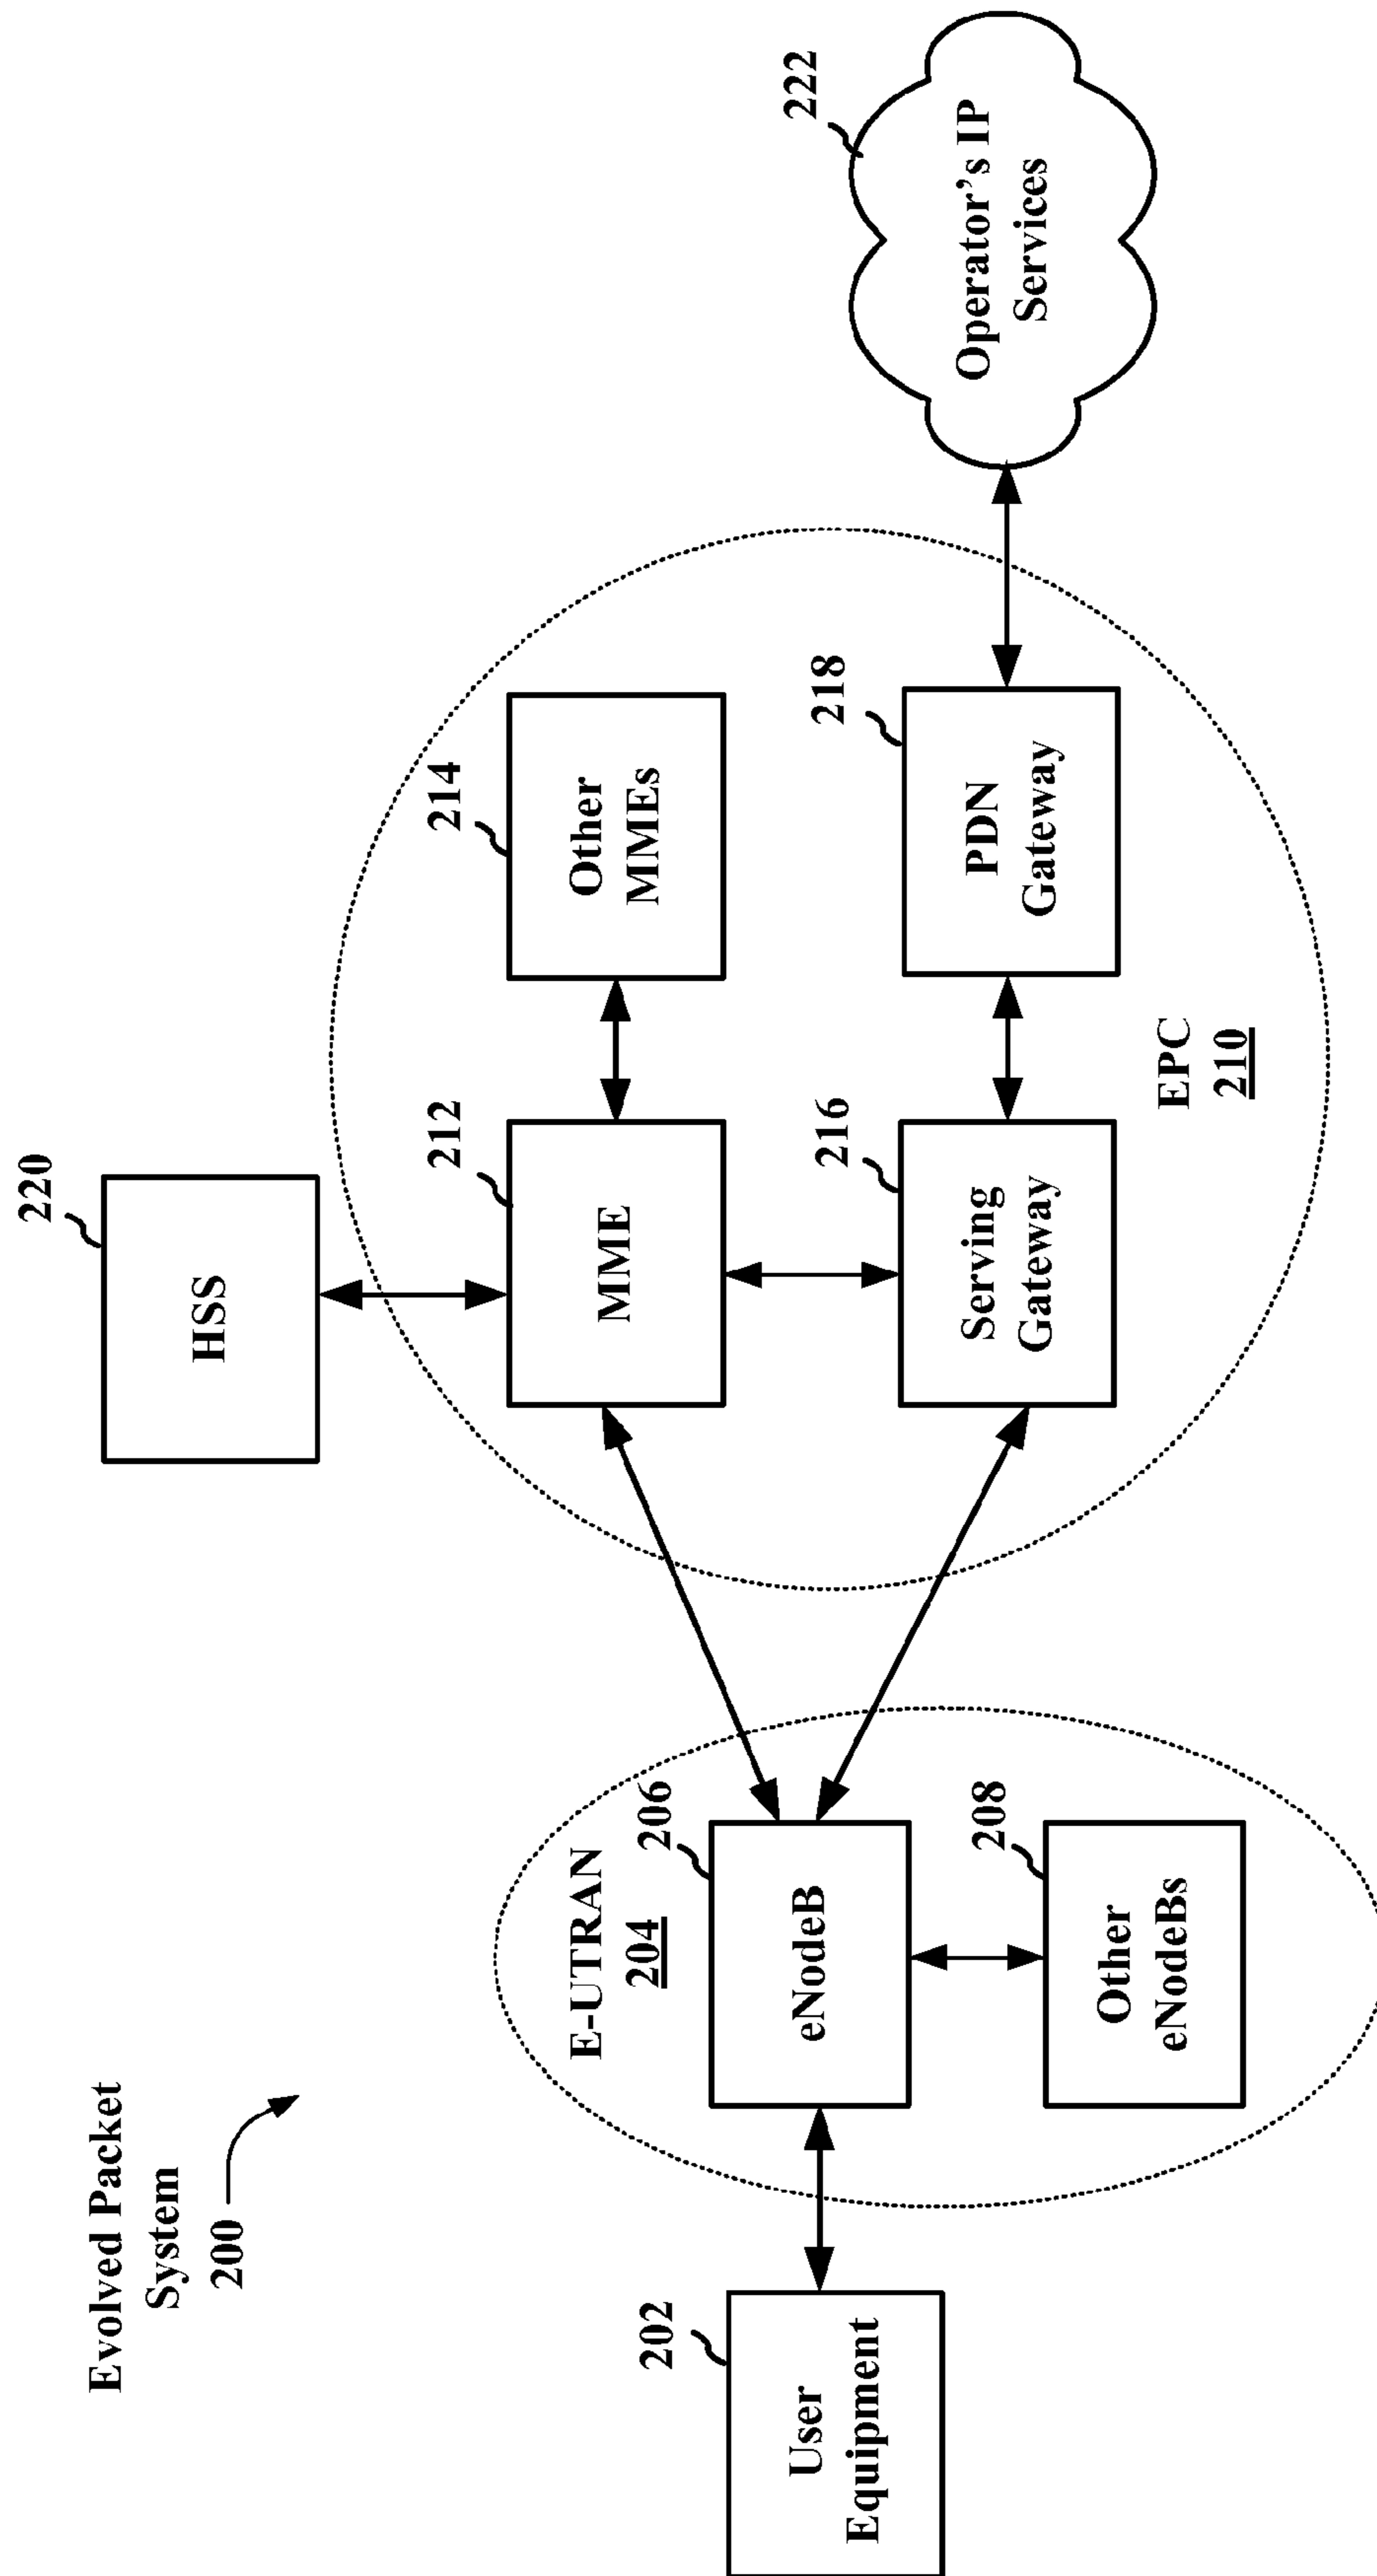 Evolved Packet
System
200
HSS
220
E-UTRAN
204
MME
212
Other
MMEs
214
User
Equipment
202
eNodeB
206
Other
eNodeBs
208
Serving
Gateway
216
PDN
Gateway
218
EPC
210
Operator's IP
Services
222